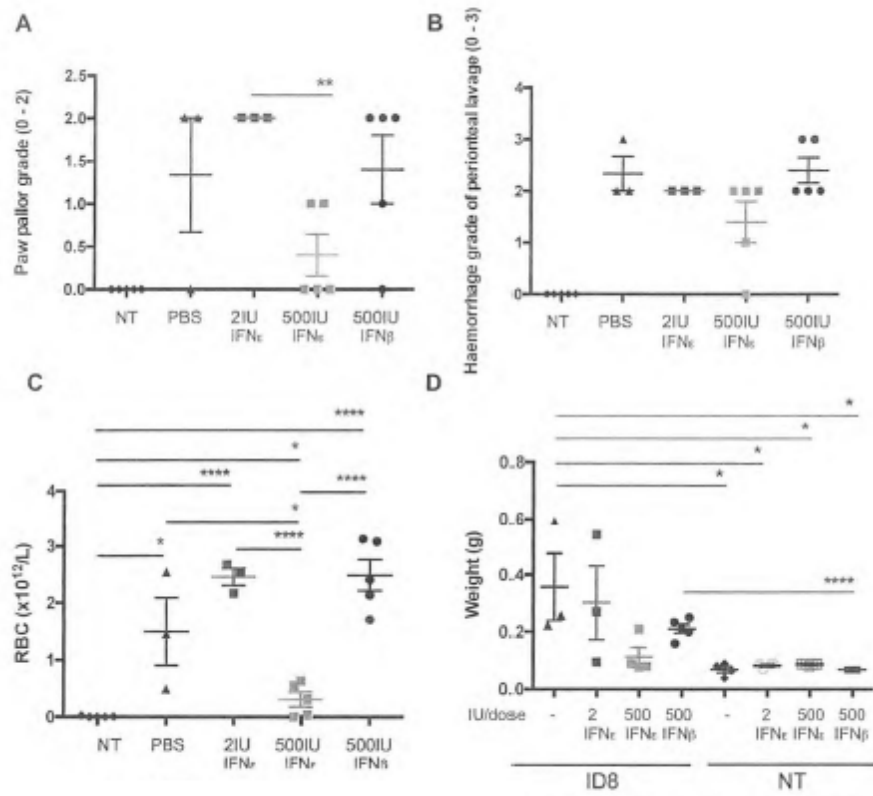 A
Paw pallor grade (0 - 2)
2.5
2.0
1.5
1.0
0.5
0.0
**
NT
PBS
2IU
IFNε
500IU
IFNε
500IU
IFNβ
B
Haemorrhage grade of perionteal lavage (0 - 3)
4
3
2
1
0
NT
PBS
2IU
IFNε
500IU
IFNε
500IU
IFNβ
C
RBC (x10¹²/L)
4
3
2
1
0
****
*
****
****
*
****
*
NT
PBS
2IU
IFNε
500IU
IFNε
500IU
IFNβ
D
Weight (g)
0.8
0.6
0.4
0.2
0.0
*
*
*
*
****
IU/dose
-
2
IFNε
500
IFNε
500
IFNβ
-
2
IFNε
500
IFNε
500
IFNβ
ID8
NT